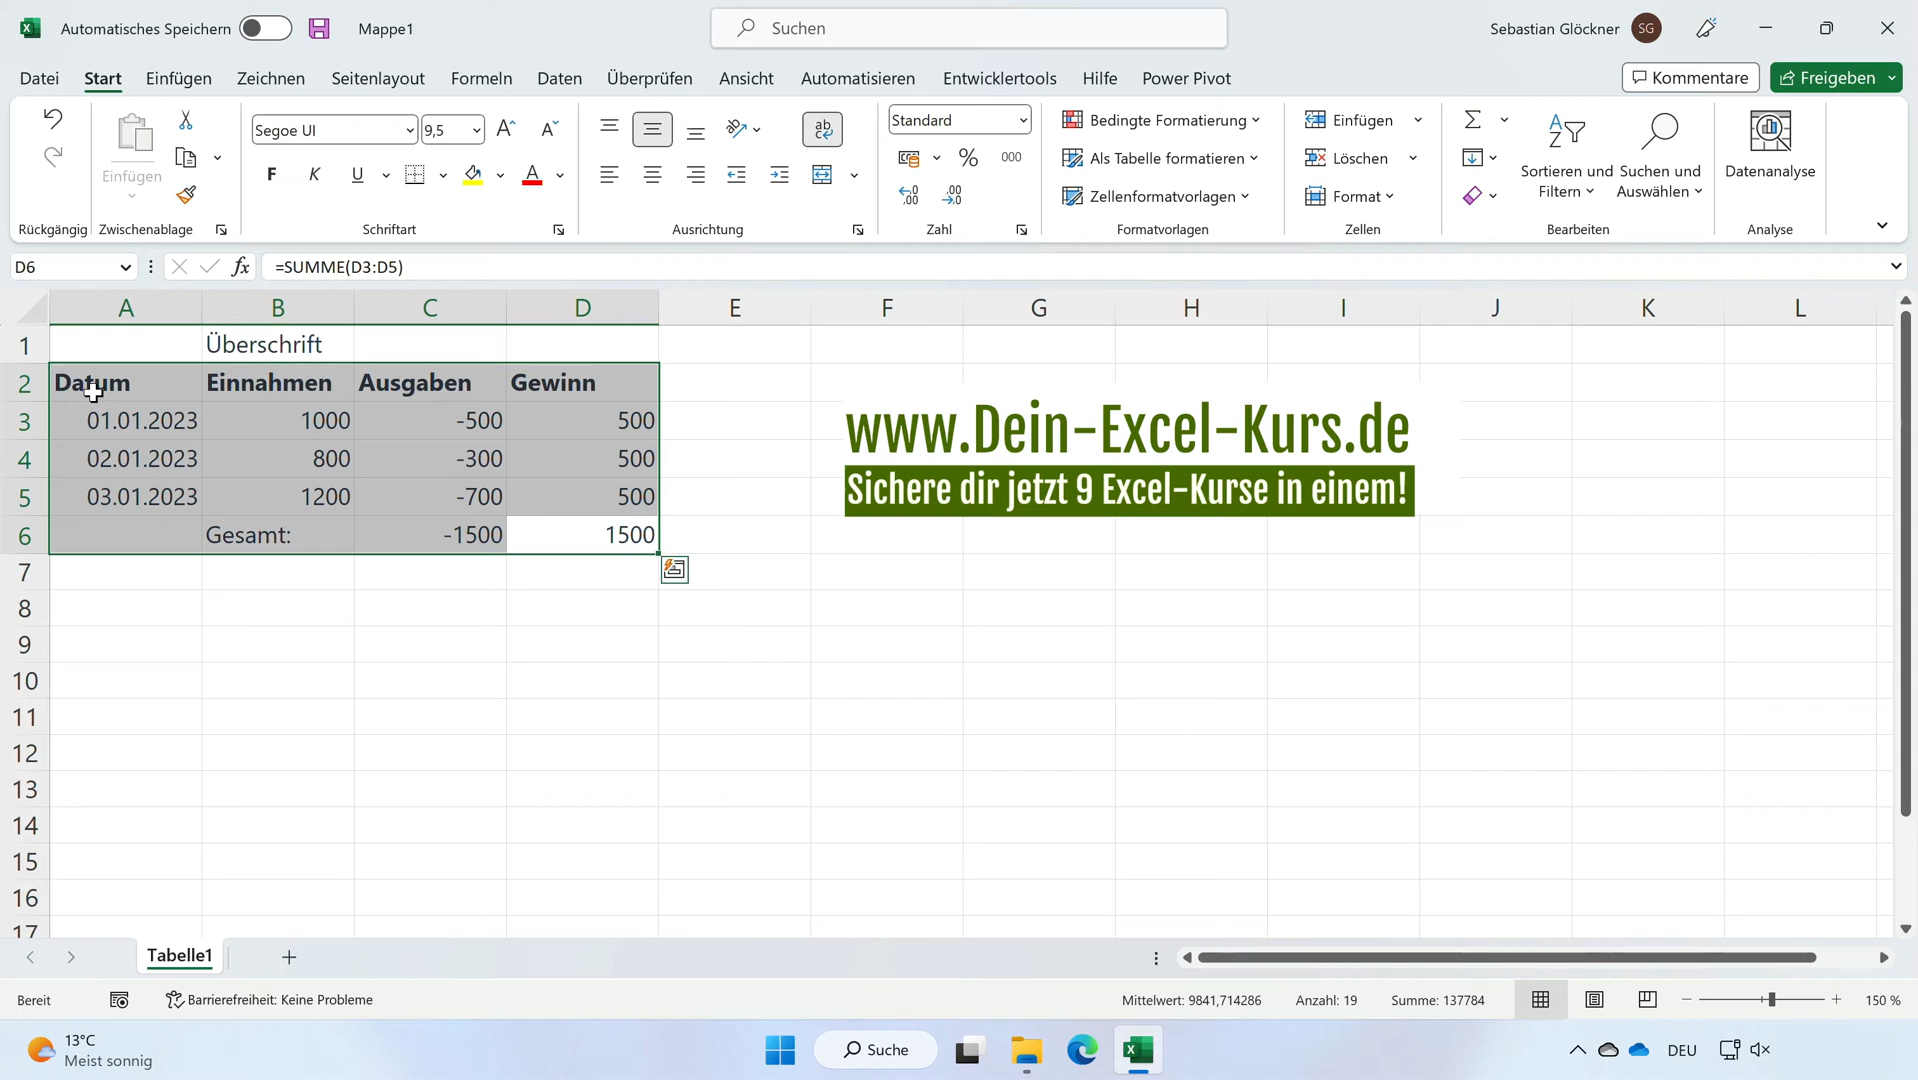 Automatisches Speichern
Mappe1
Suchen
Sebastian Glöckner
SG
Datei
Start
Einfügen
Zeichnen
Seitenlayout
Formeln
Daten
Überprüfen
Ansicht
Automatisieren
Entwicklertools
Hilfe
Power Pivot
Kommentare
Freigeben
Einfügen
Segoe UI
9,5
F K U
Standard
% 000
Bedingte Formatierung
Als Tabelle formatieren
Zellenformatvorlagen
Einfügen
Löschen
Format
Sortieren und
Filtern
Suchen und
Auswählen
Datenanalyse
Rückgängig
Zwischenablage
Schriftart
Ausrichtung
Zahl
Formatvorlagen
Zellen
Bearbeiten
Analyse
D6
fx
=SUMME(D3:D5)
A B C D E F G H I J K L
1 Überschrift
2 Datum Einnahmen Ausgaben Gewinn
3 01.01.2023 1000 -500 500
4 02.01.2023 800 -300 500
5 03.01.2023 1200 -700 500
6 Gesamt: -1500 1500
7
8
9
10
11
12
13
14
15
16
17
www.Dein-Excel-Kurs.de
Sichere dir jetzt 9 Excel-Kurse in einem!
Tabelle1
Bereit
Barrierefreiheit: Keine Probleme
Mittelwert: 9841,714286
Anzahl: 19
Summe: 137784
150 %
13°C
Meist sonnig
Suche
DEU